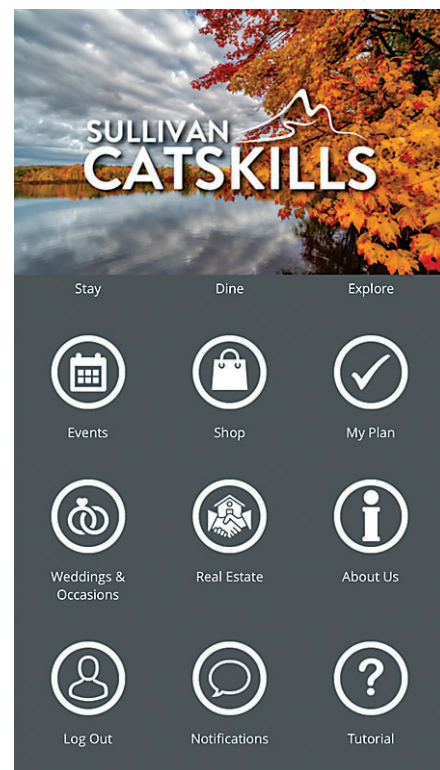 SULLIVAN
CATSKILLS
Stay
Dine
Explore
Events
Shop
My Plan
Weddings &
Occasions
Real Estate
About Us
Log Out
Notifications
Tutorial